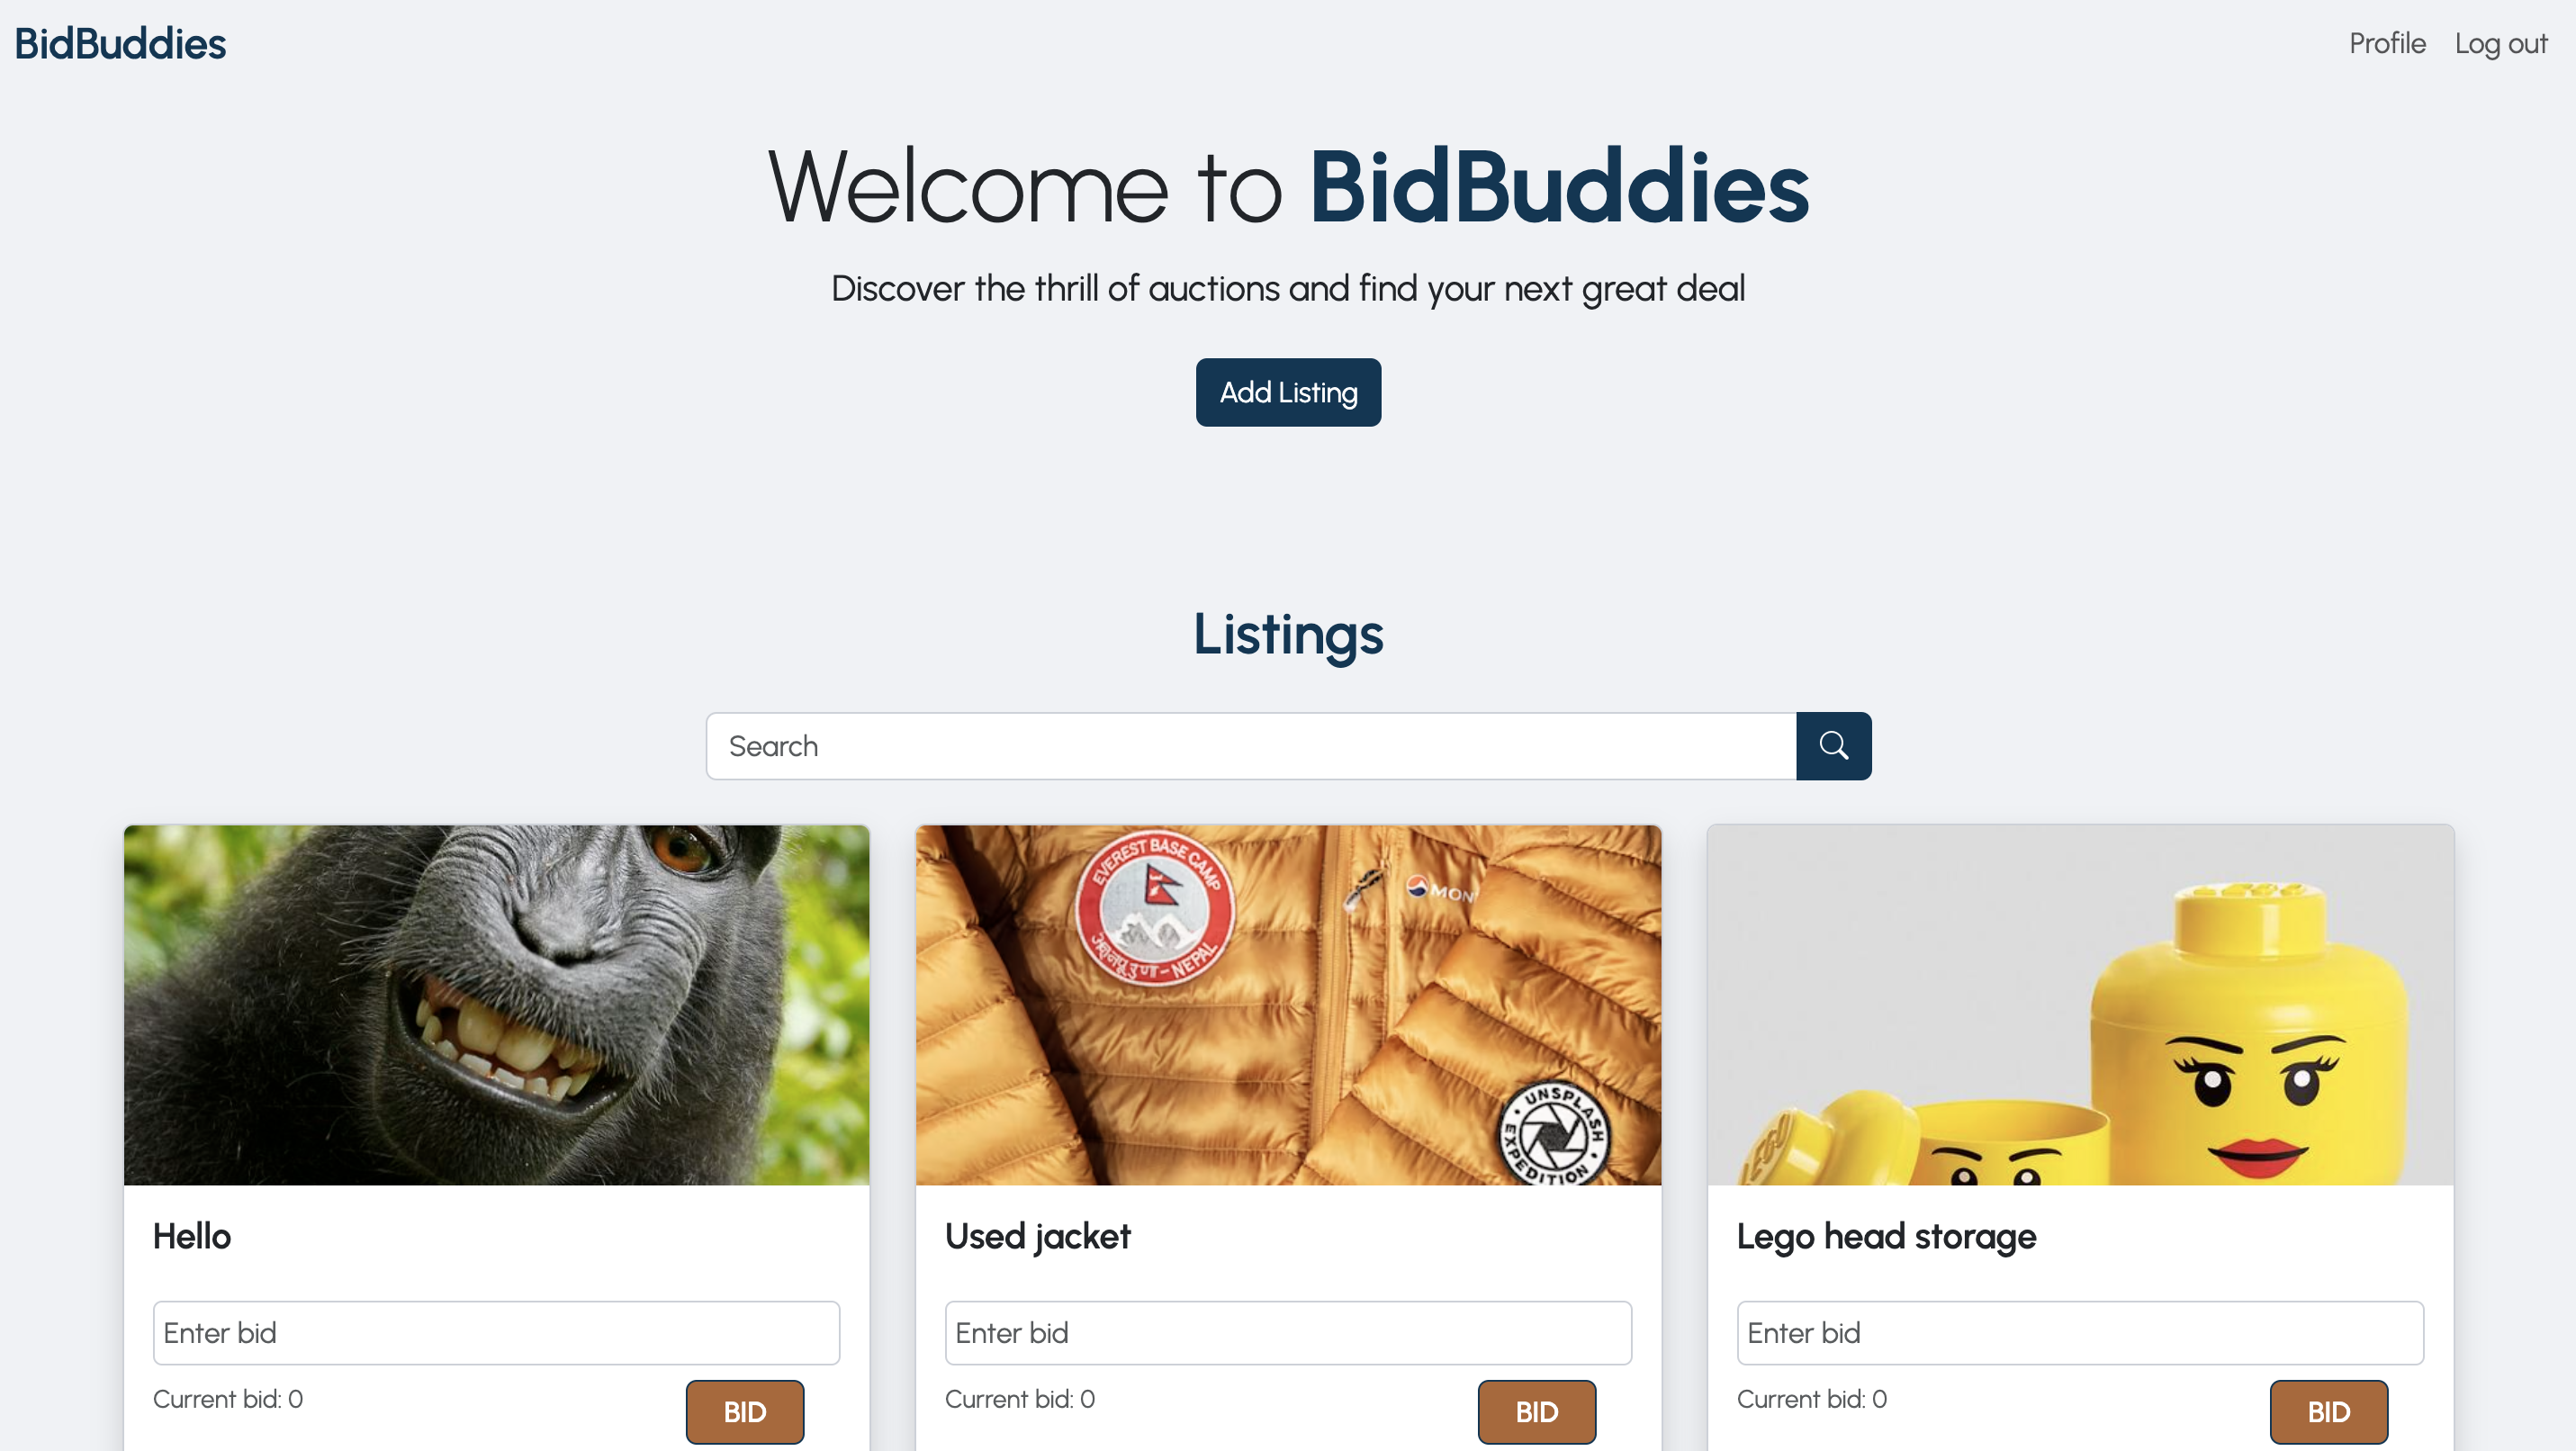 BidBuddies
Profile
Log out
Welcome to BidBuddies
Discover the thrill of auctions and find your next great deal
Add Listing
Listings
Search
EVEREST BASE CAMP
NEPAL
MON
UNSPLASH
EXPEDITION
Hello
Used jacket
Lego head storage
Enter bid
Enter bid
Enter bid
Current bid: 0
BID
Current bid: 0
BID
Current bid: 0
BID